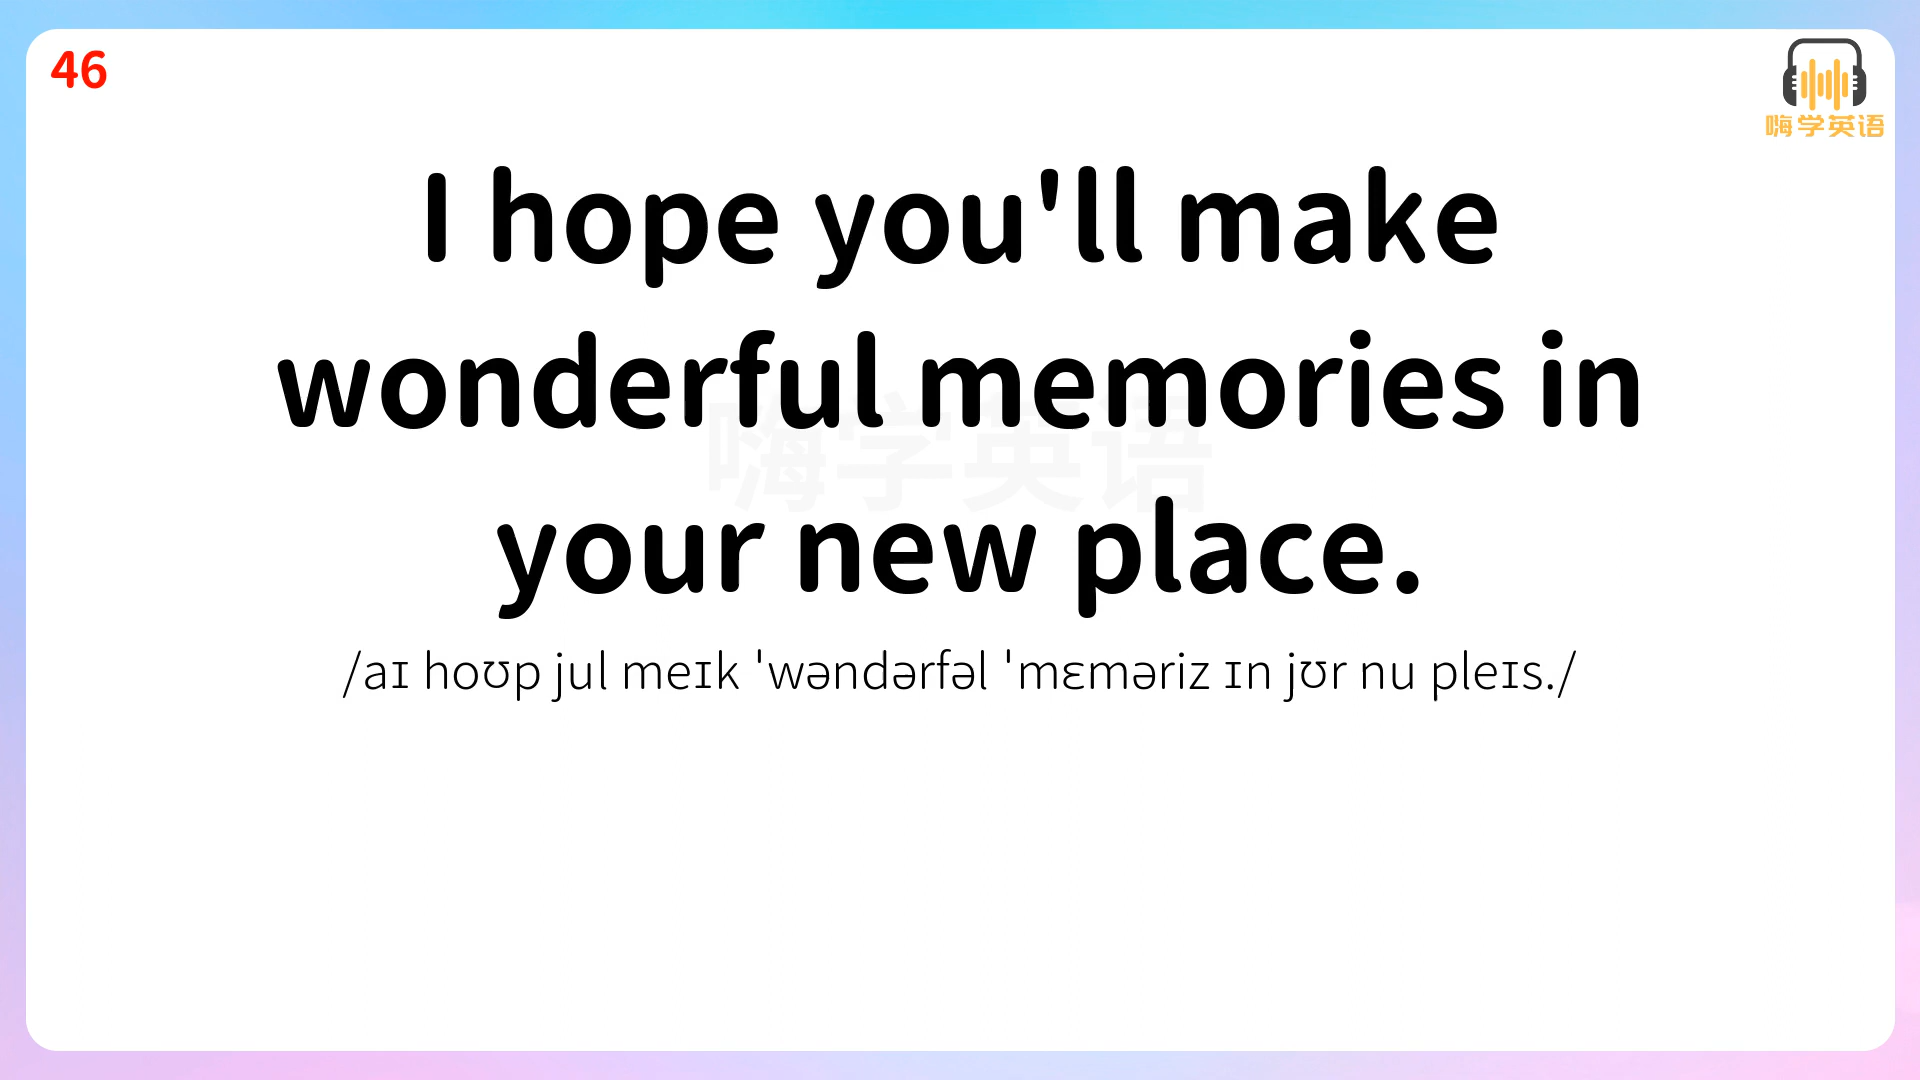 46
嗨学英语
I hope you'll make
wonderful memories in
嗨学英语
your new place.
/aɪ hoʊp jul meɪk ˈwəndərfəl ˈmɛməriz ɪn jʊr nu pleɪs./